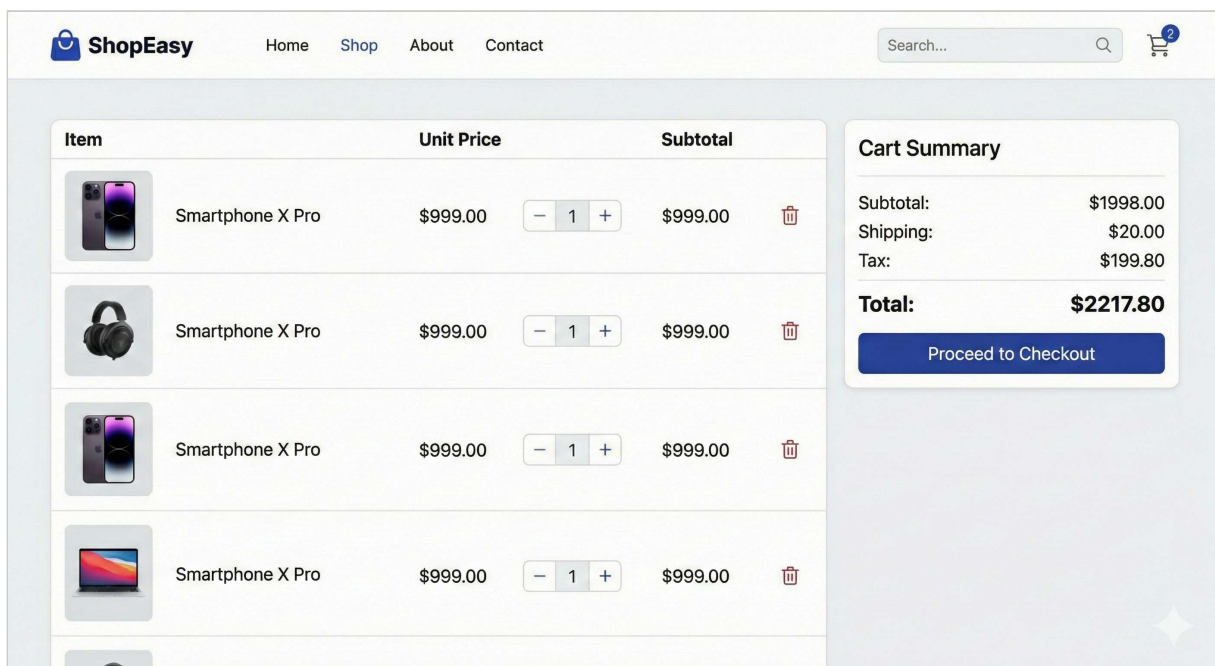 ShopEasy Home Shop About Contact Search... 2
Item Unit Price Subtotal
Smartphone X Pro $999.00 − 1 + $999.00
Smartphone X Pro $999.00 − 1 + $999.00
Smartphone X Pro $999.00 − 1 + $999.00
Smartphone X Pro $999.00 − 1 + $999.00
Cart Summary
Subtotal: $1998.00
Shipping: $20.00
Tax: $199.80
Total: $2217.80
Proceed to Checkout